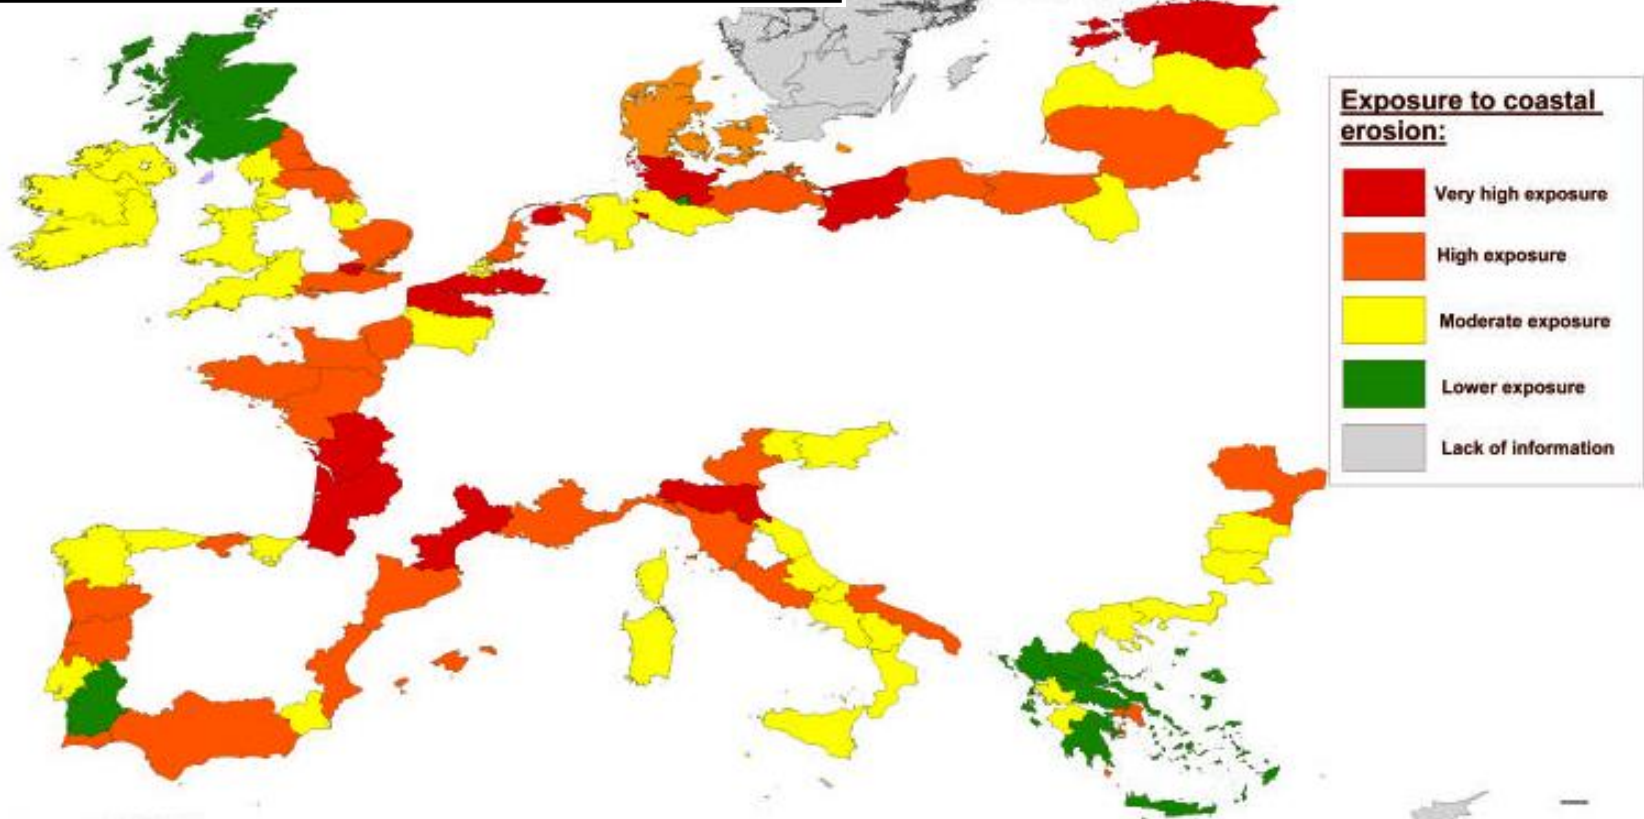 Exposure to coastal
erosion:
Very high exposure
High exposure
Moderate exposure
Lower exposure
Lack of information